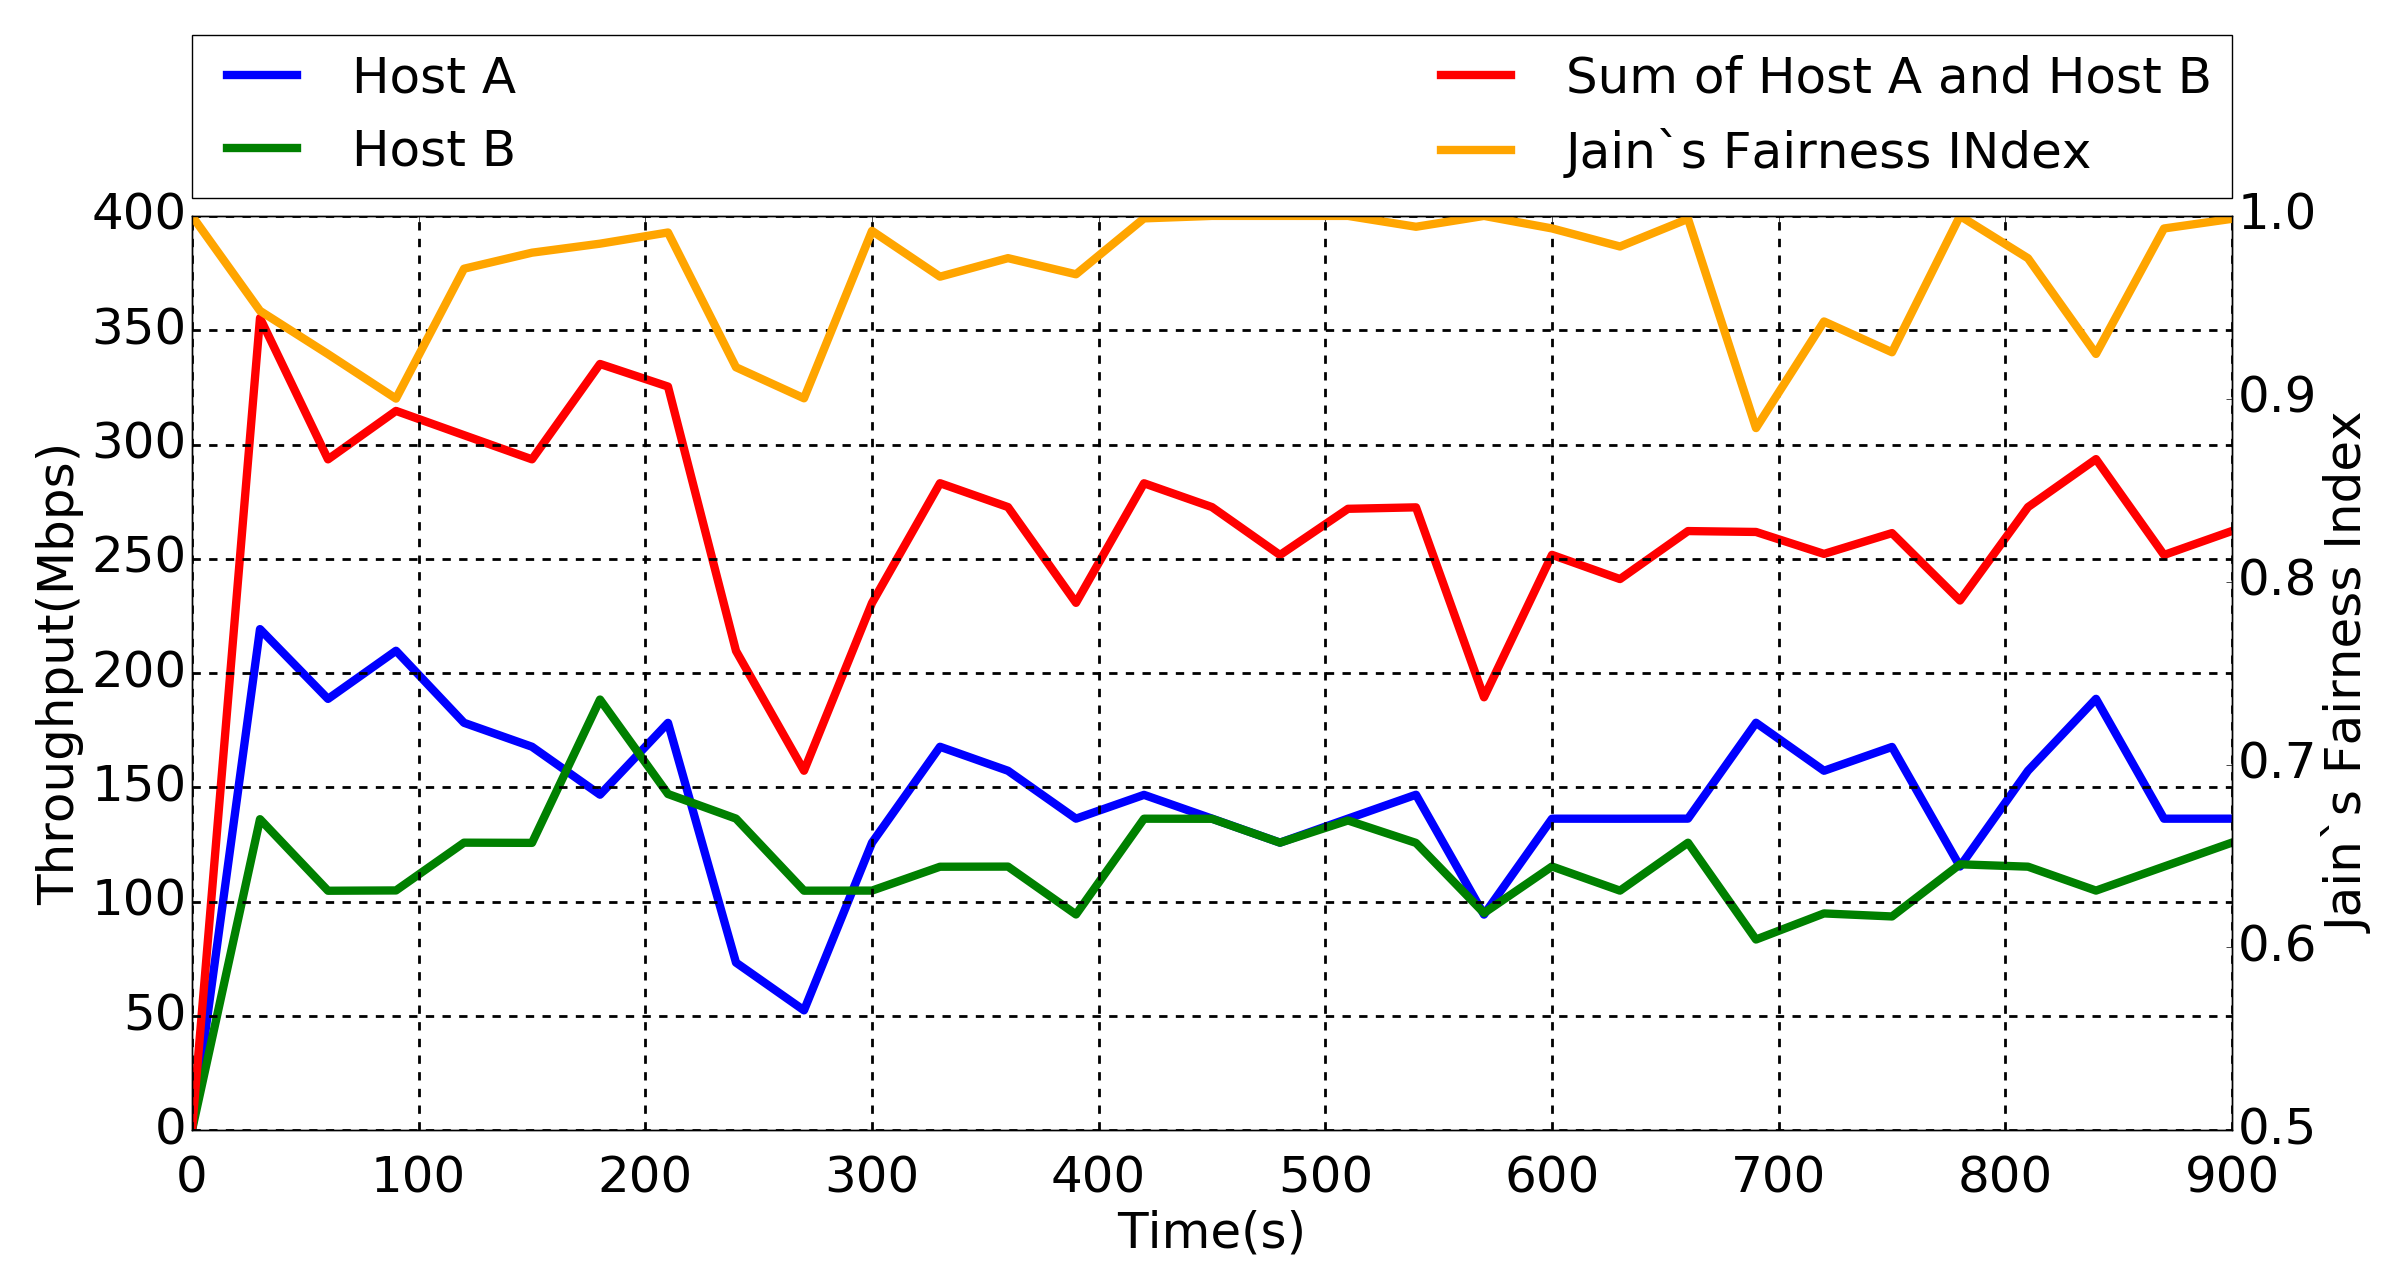 Host A
Host B
Sum of Host A and Host B
Jain`s Fairness INdex
400
350
300
250
200
150
100
50
0
Throughput(Mbps)
1.0
0.9
0.8
0.7
0.6
0.5
Jain`s Fairness Index
0 100 200 300 400 500 600 700 800 900
Time(s)